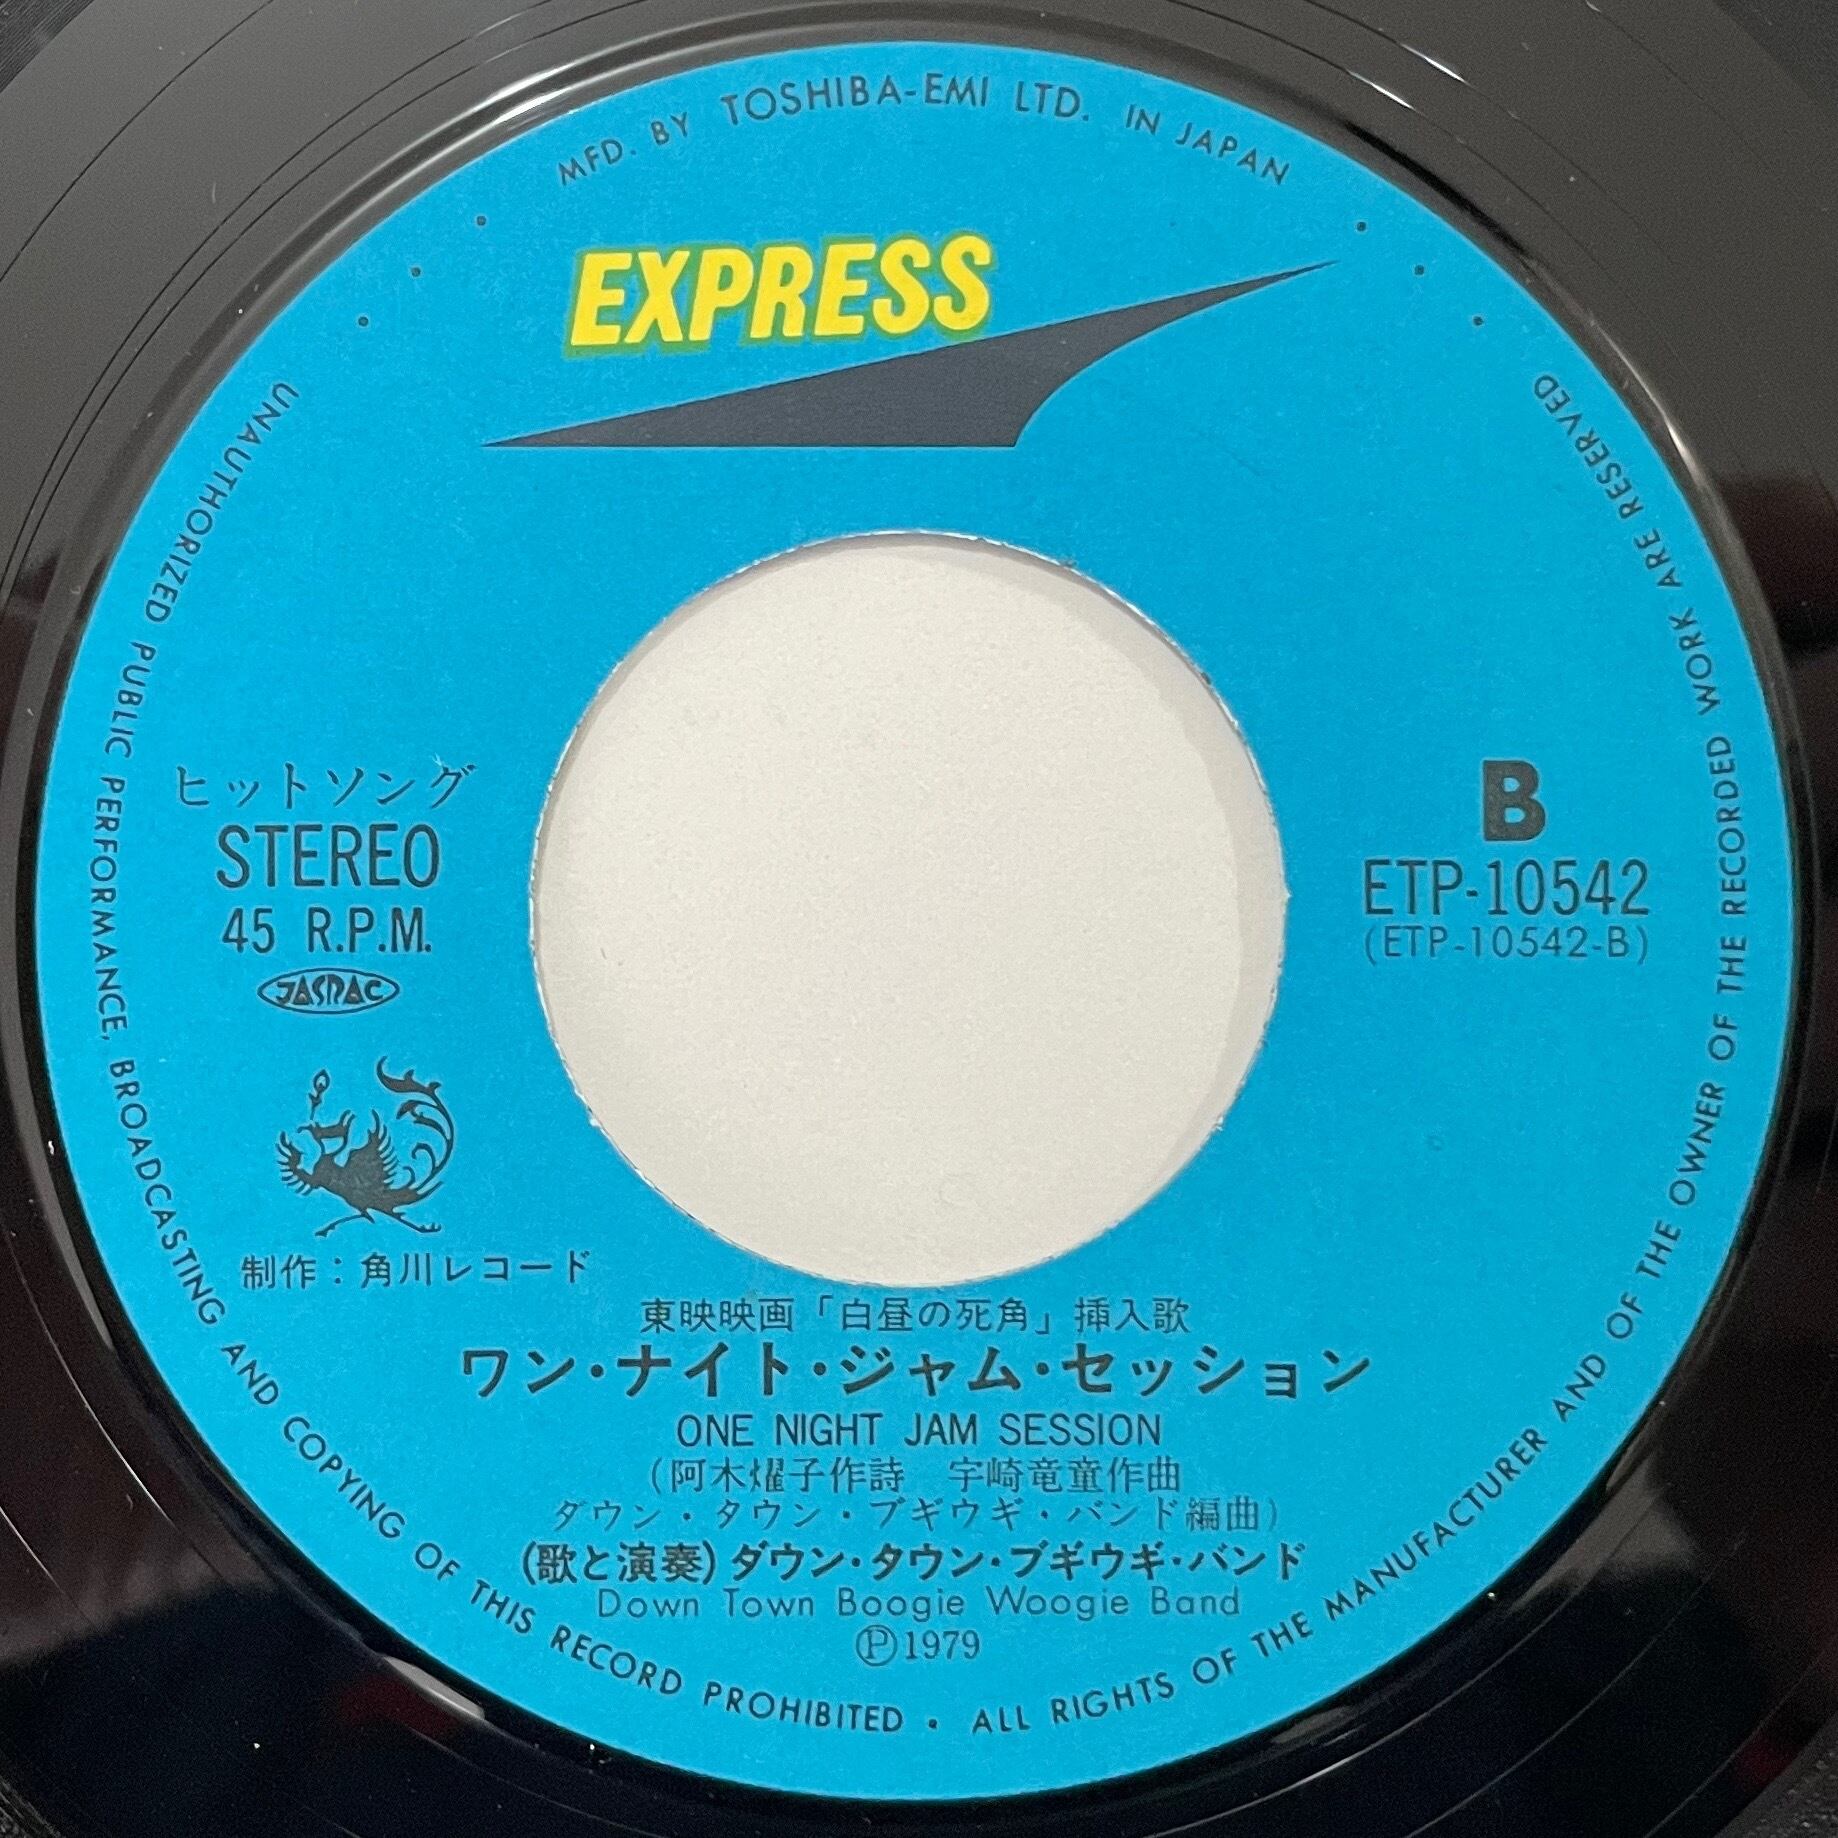 MFD. BY TOSHIBA-EMI LTD. IN JAPAN
EXPRESS
ヒットソング
STEREO
45 R.P.M.
JASRAC
B
ETP-10542
(ETP-10542-B)
制作：角川レコード
東映映画「白昼の死角」挿入歌
ワン・ナイト・ジャム・セッション
ONE NIGHT JAM SESSION
(阿木燿子作詩　宇崎竜童作曲
ダウン・タウン・ブギウギ・バンド編曲)
(歌と演奏)ダウン・タウン・ブギウギ・バンド
Down Town Boogie Woogie Band
Ⓟ1979
UNAUTHORIZED PUBLIC PERFORMANCE, BROADCASTING AND COPYING OF THIS RECORD PROHIBITED • ALL RIGHTS OF THE MANUFACTURER AND OF THE OWNER OF THE RECORDED WORK ARE RESERVED